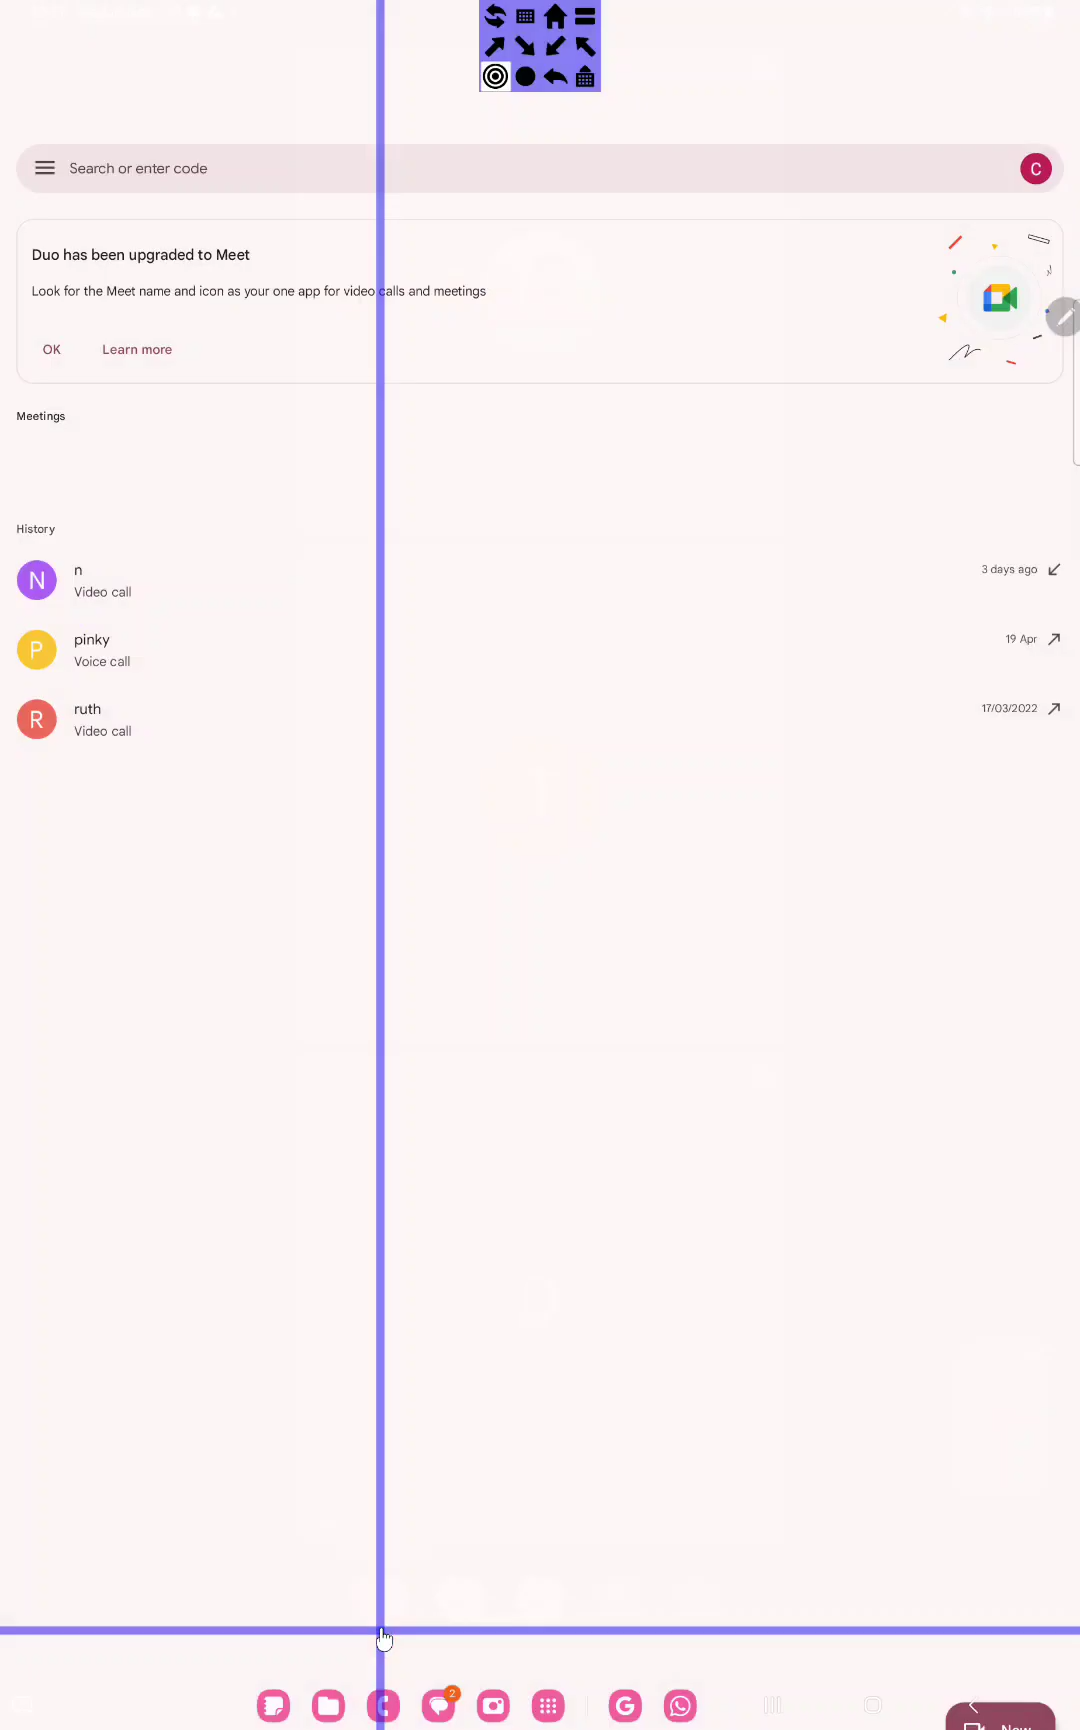 Search or enter code
C
Duo has been upgraded to Meet
Look for the Meet name and icon as your one app for video calls and meetings
OK Learn more
Meetings
History
N n 3 days ago
Video call
P pinky 19 Apr
Voice call
R ruth 17/03/2022
Video call
2
G
New